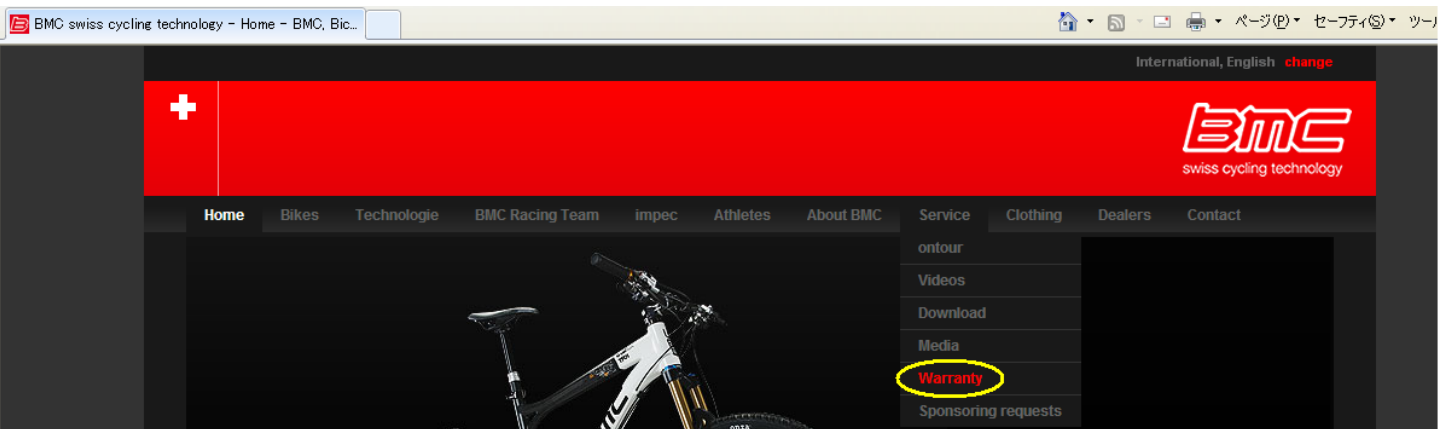 BMC swiss cycling technology - Home - BMC, Bic...
ページ(P) セーフティ(S)
International, English change
BMC
swiss cycling technology
Home Bikes Technologie BMC Racing Team impec Athletes About BMC Service Clothing Dealers Contact
ontour
Videos
Download
Media
Warranty
Sponsoring requests
BMC